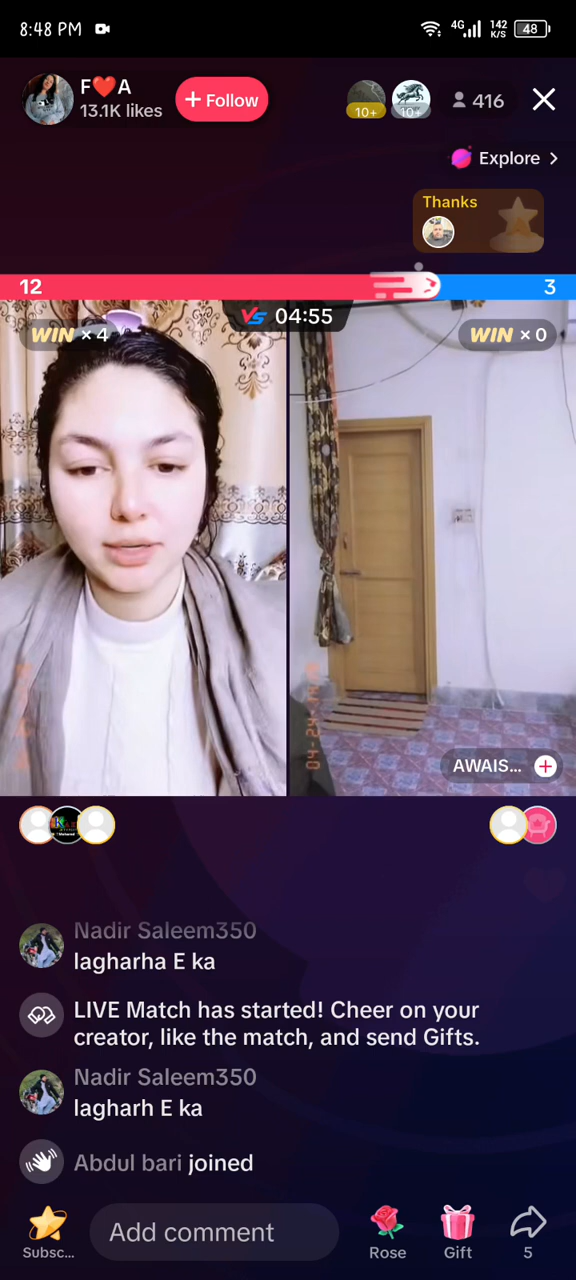 8:48 PM
4G
142
K/S
48
F❤️A
13.1K likes
+ Follow
10+
10+
416
Explore >
Thanks
12
3
VS 04:55
WIN × 4
WIN × 0
AWAIS...
Nadir Saleem350
lagharha E ka
LIVE Match has started! Cheer on your
creator, like the match, and send Gifts.
Nadir Saleem350
lagharh E ka
Abdul bari joined
Subsc...
Add comment
Rose
Gift
5